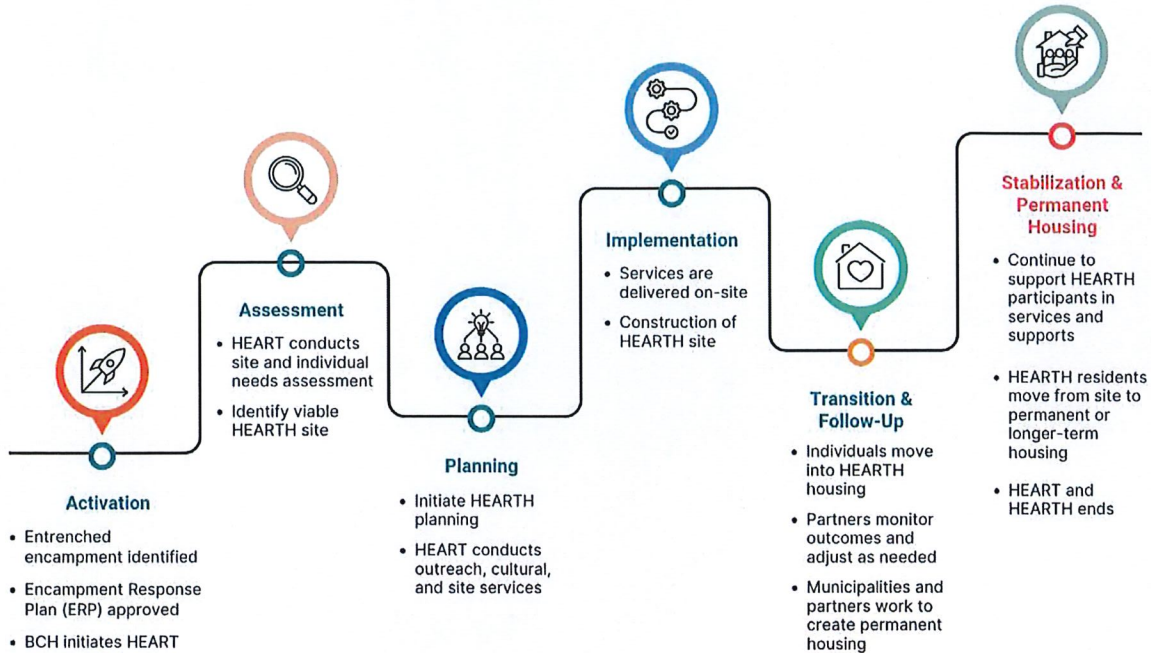 Activation
• Entrenched
encampment identified
• Encampment Response
Plan (ERP) approved
• BCH initiates HEART
Assessment
• HEART conducts
site and individual
needs assessment
• Identify viable
HEARTH site
Planning
• Initiate HEARTH
planning
• HEART conducts
outreach, cultural,
and site services
Implementation
• Services are
delivered on-site
• Construction of
HEARTH site
Transition &
Follow-Up
• Individuals move
into HEARTH
housing
• Partners monitor
outcomes and
adjust as needed
• Municipalities and
partners work to
create permanent
housing
Stabilization &
Permanent
Housing
• Continue to
support HEARTH
participants in
services and
supports
• HEARTH residents
move from site to
permanent or
longer-term
housing
• HEART and
HEARTH ends